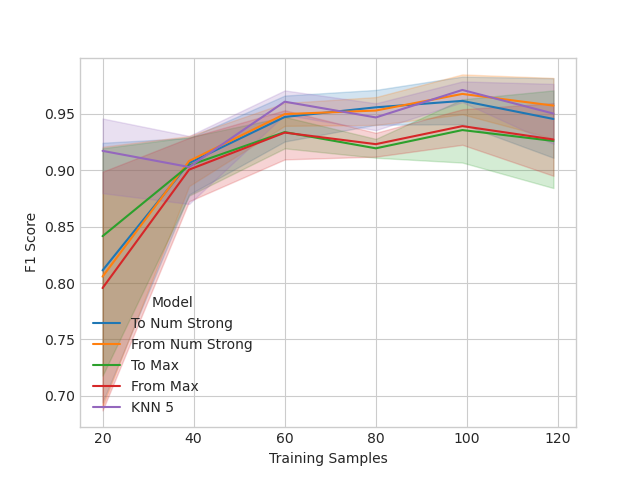 0.95
0.90
0.85
0.80
0.75
0.70
F1 Score
Model
To Num Strong
From Num Strong
To Max
From Max
KNN 5
20
40
60
80
100
120
Training Samples